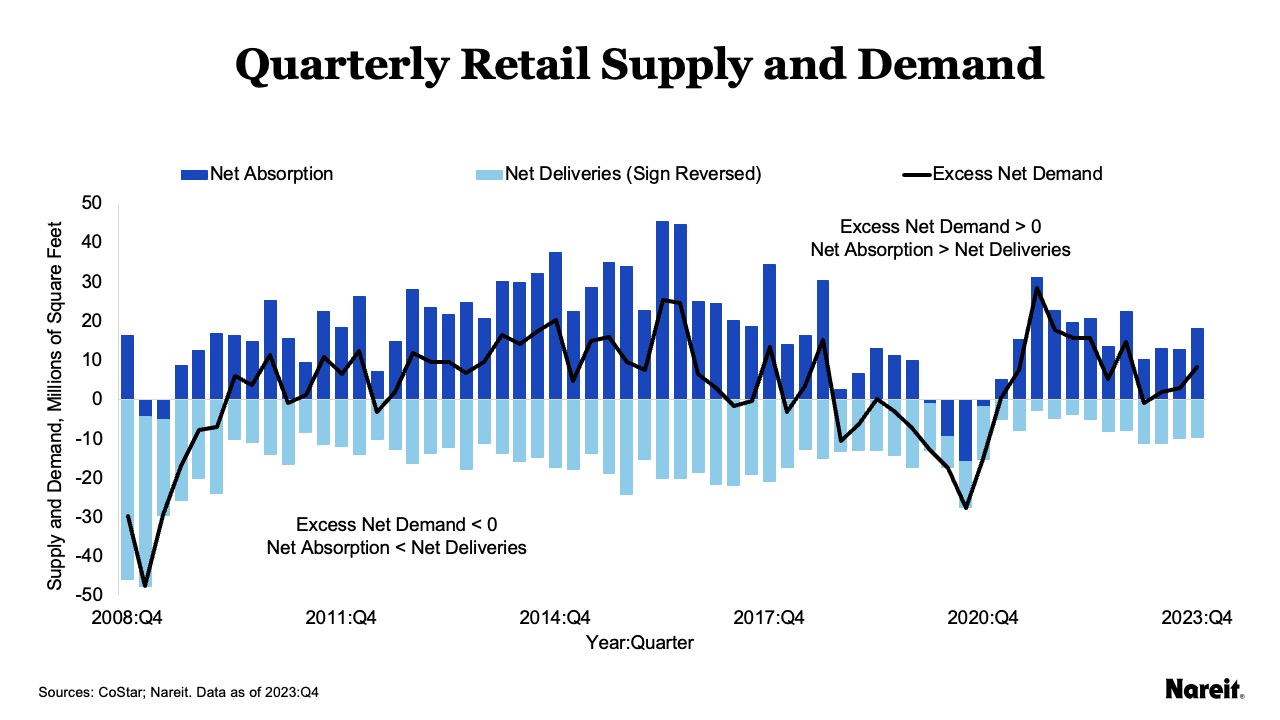 Quarterly Retail Supply and Demand
Net Absorption
Net Deliveries (Sign Reversed)
Excess Net Demand
Supply and Demand, Millions of Square Feet
50
40
30
20
10
0
-10
-20
-30
-40
-50
Excess Net Demand > 0
Net Absorption > Net Deliveries
Excess Net Demand < 0
Net Absorption < Net Deliveries
2008:Q4
2011:Q4
2014:Q4
2017:Q4
2020:Q4
2023:Q4
Year:Quarter
Sources: CoStar; Nareit. Data as of 2023:Q4
Nareit®